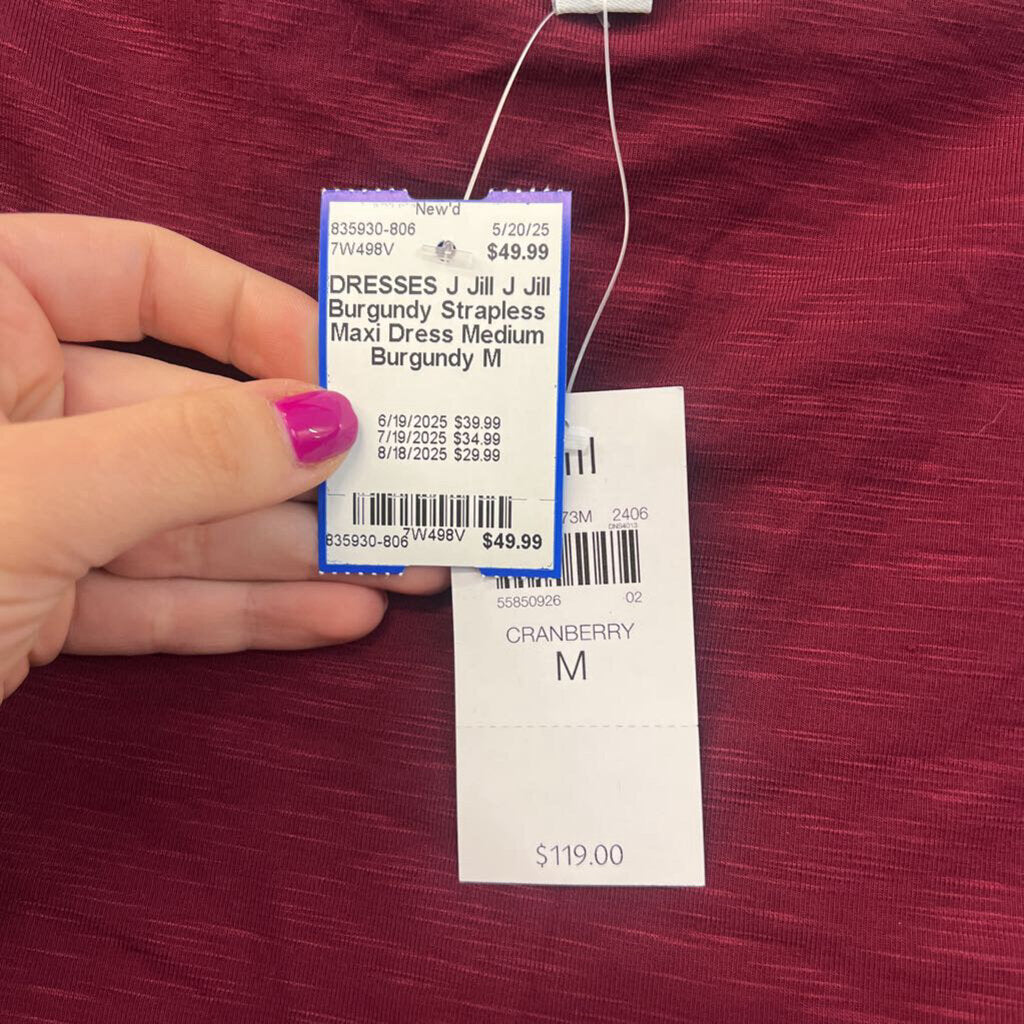 New'd
835930-806 5/20/25
7W498V $49.99
DRESSES J Jill J Jill
Burgundy Strapless
Maxi Dress Medium
Burgundy M
6/19/2025 $39.99
7/19/2025 $34.99
8/18/2025 $29.99
7W498V
835930-806 $49.99
73M 2406
DNS4013
55850926 02
CRANBERRY
M
$119.00